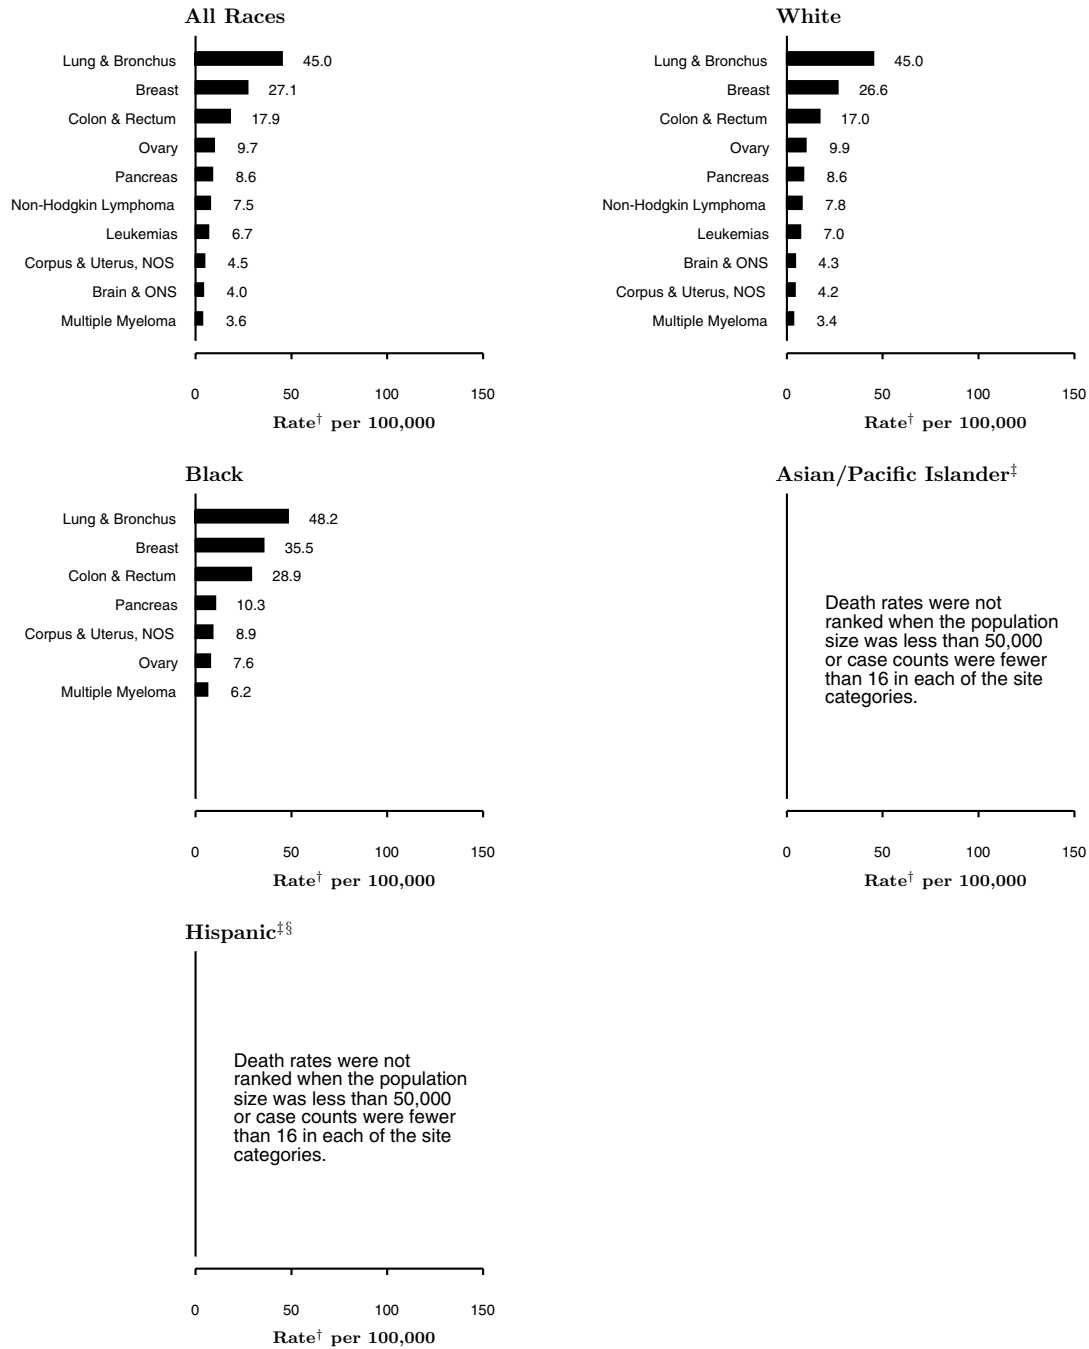 All Races
Lung & Bronchus 45.0
Breast 27.1
Colon & Rectum 17.9
Ovary 9.7
Pancreas 8.6
Non-Hodgkin Lymphoma 7.5
Leukemias 6.7
Corpus & Uterus, NOS 4.5
Brain & ONS 4.0
Multiple Myeloma 3.6
0 50 100 150
Rate† per 100,000
White
Lung & Bronchus 45.0
Breast 26.6
Colon & Rectum 17.0
Ovary 9.9
Pancreas 8.6
Non-Hodgkin Lymphoma 7.8
Leukemias 7.0
Brain & ONS 4.3
Corpus & Uterus, NOS 4.2
Multiple Myeloma 3.4
0 50 100 150
Rate† per 100,000
Black
Lung & Bronchus 48.2
Breast 35.5
Colon & Rectum 28.9
Pancreas 10.3
Corpus & Uterus, NOS 8.9
Ovary 7.6
Multiple Myeloma 6.2
0 50 100 150
Rate† per 100,000
Asian/Pacific Islander‡
Death rates were not
ranked when the population
size was less than 50,000
or case counts were fewer
than 16 in each of the site
categories.
0 50 100 150
Rate† per 100,000
Hispanic‡§
Death rates were not
ranked when the population
size was less than 50,000
or case counts were fewer
than 16 in each of the site
categories.
0 50 100 150
Rate† per 100,000